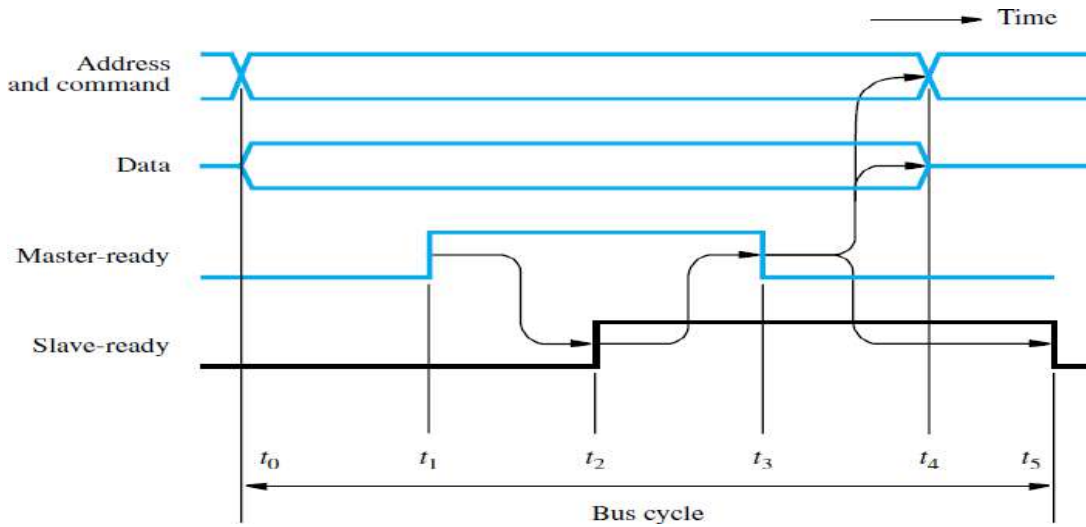 Time
Address
and command
Data
Master-ready
Slave-ready
t0 t1 t2 t3 t4 t5
Bus cycle